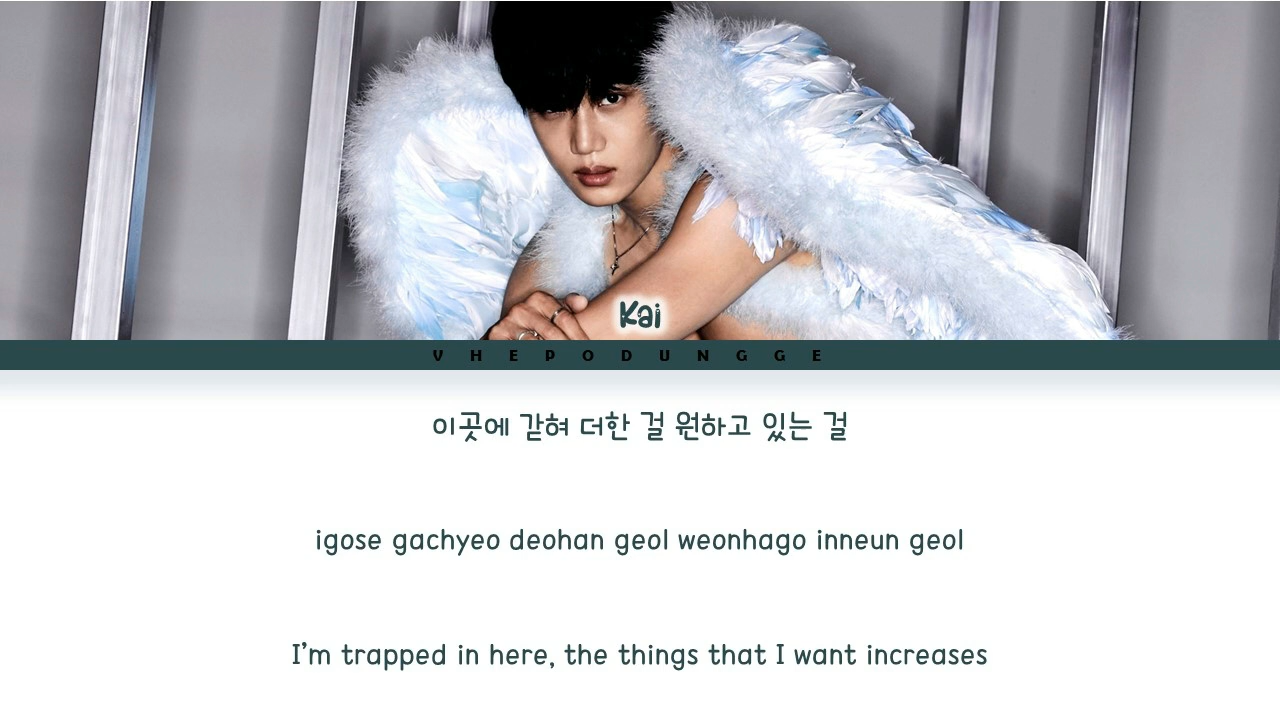 Kai
VHEPODUNGGE
이곳에 갇혀 더한 걸 원하고 있는 걸
igose gachyeo deohan geol weonhago inneun geol
I’m trapped in here, the things that I want increases